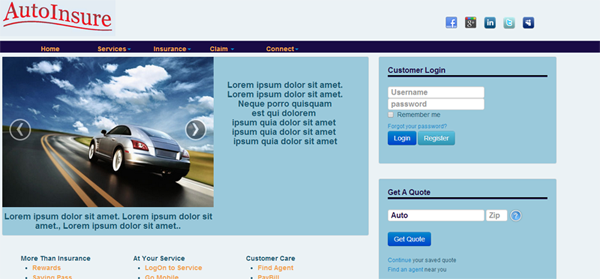 AutoInsure
Home Services Insurance Claim Connect
Lorem ipsum dolor sit amet.
Lorem ipsum dolor sit amet.
Neque porro quisquam
est qui dolorem
ipsum quia dolor sit amet
ipsum quia dolor sit amet
ipsum quia dolor sit amet
Lorem ipsum dolor sit amet. Lorem ipsum dolor sit
amet., Lorem ipsum dolor sit amet..
Customer Login
Username
password
Remember me
Forgot your password?
Login Register
Get A Quote
Auto Zip ?
Get Quote
Continue your saved quote
Find an agent near you
More Than Insurance
Rewards
Saving Pass
At Your Service
LogOn to Service
Go Mobile
Customer Care
Find Agent
PayBill